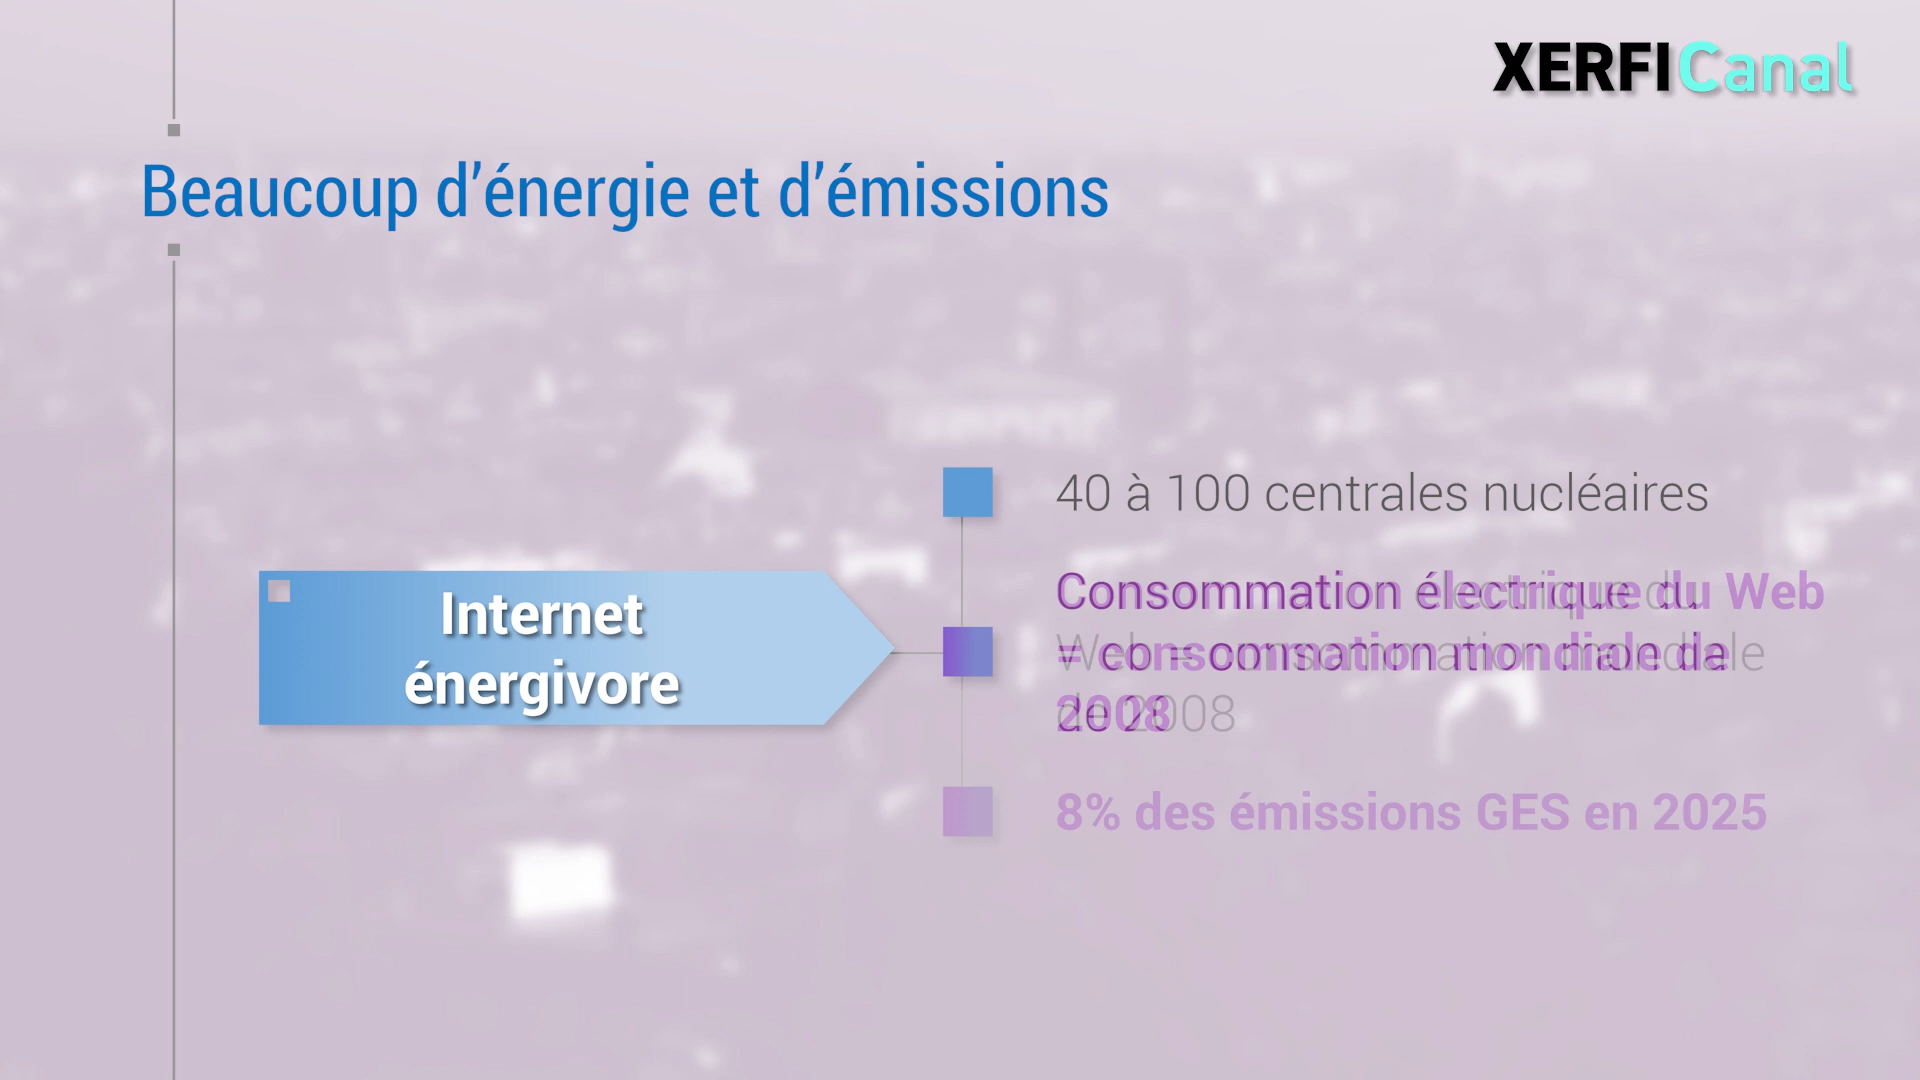 XERFI Canal
Beaucoup d’énergie et d’émissions
40 à 100 centrales nucléaires
Internet
énergivore
Consommation électrique du Web
= consommation mondiale de
2008
8% des émissions GES en 2025